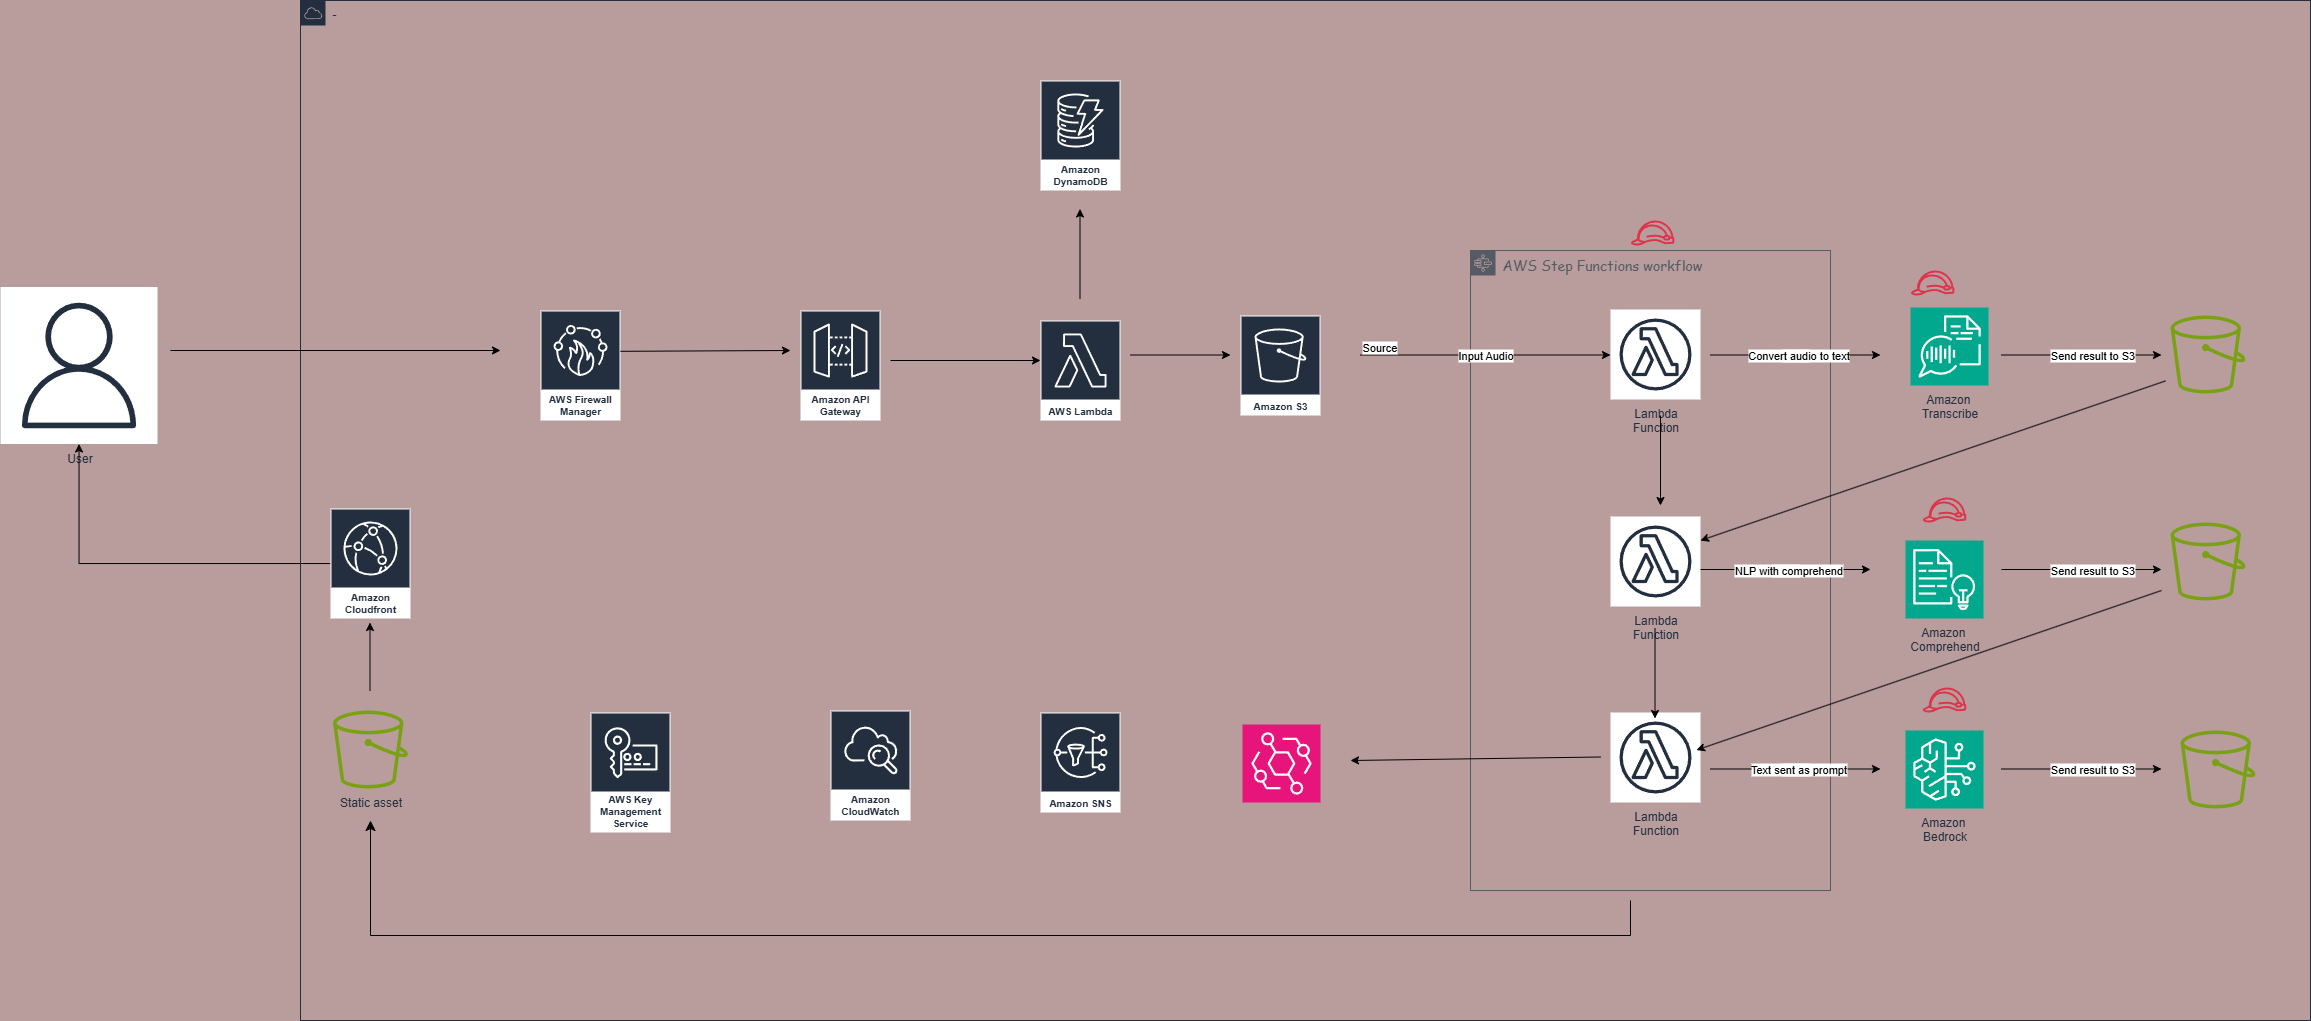 -
Amazon
DynamoDB
AWS Step Functions workflow
User
AWS Firewall
Manager
Amazon API
Gateway
AWS Lambda
Amazon S3
Source
Input Audio
Lambda
Function
Convert audio to text
Amazon
Transcribe
Send result to S3
Amazon
Cloudfront
Lambda
Function
NLP with comprehend
Amazon
Comprehend
Send result to S3
Static asset
AWS Key
Management
Service
Amazon
CloudWatch
Amazon SNS
Lambda
Function
Text sent as prompt
Amazon
Bedrock
Send result to S3